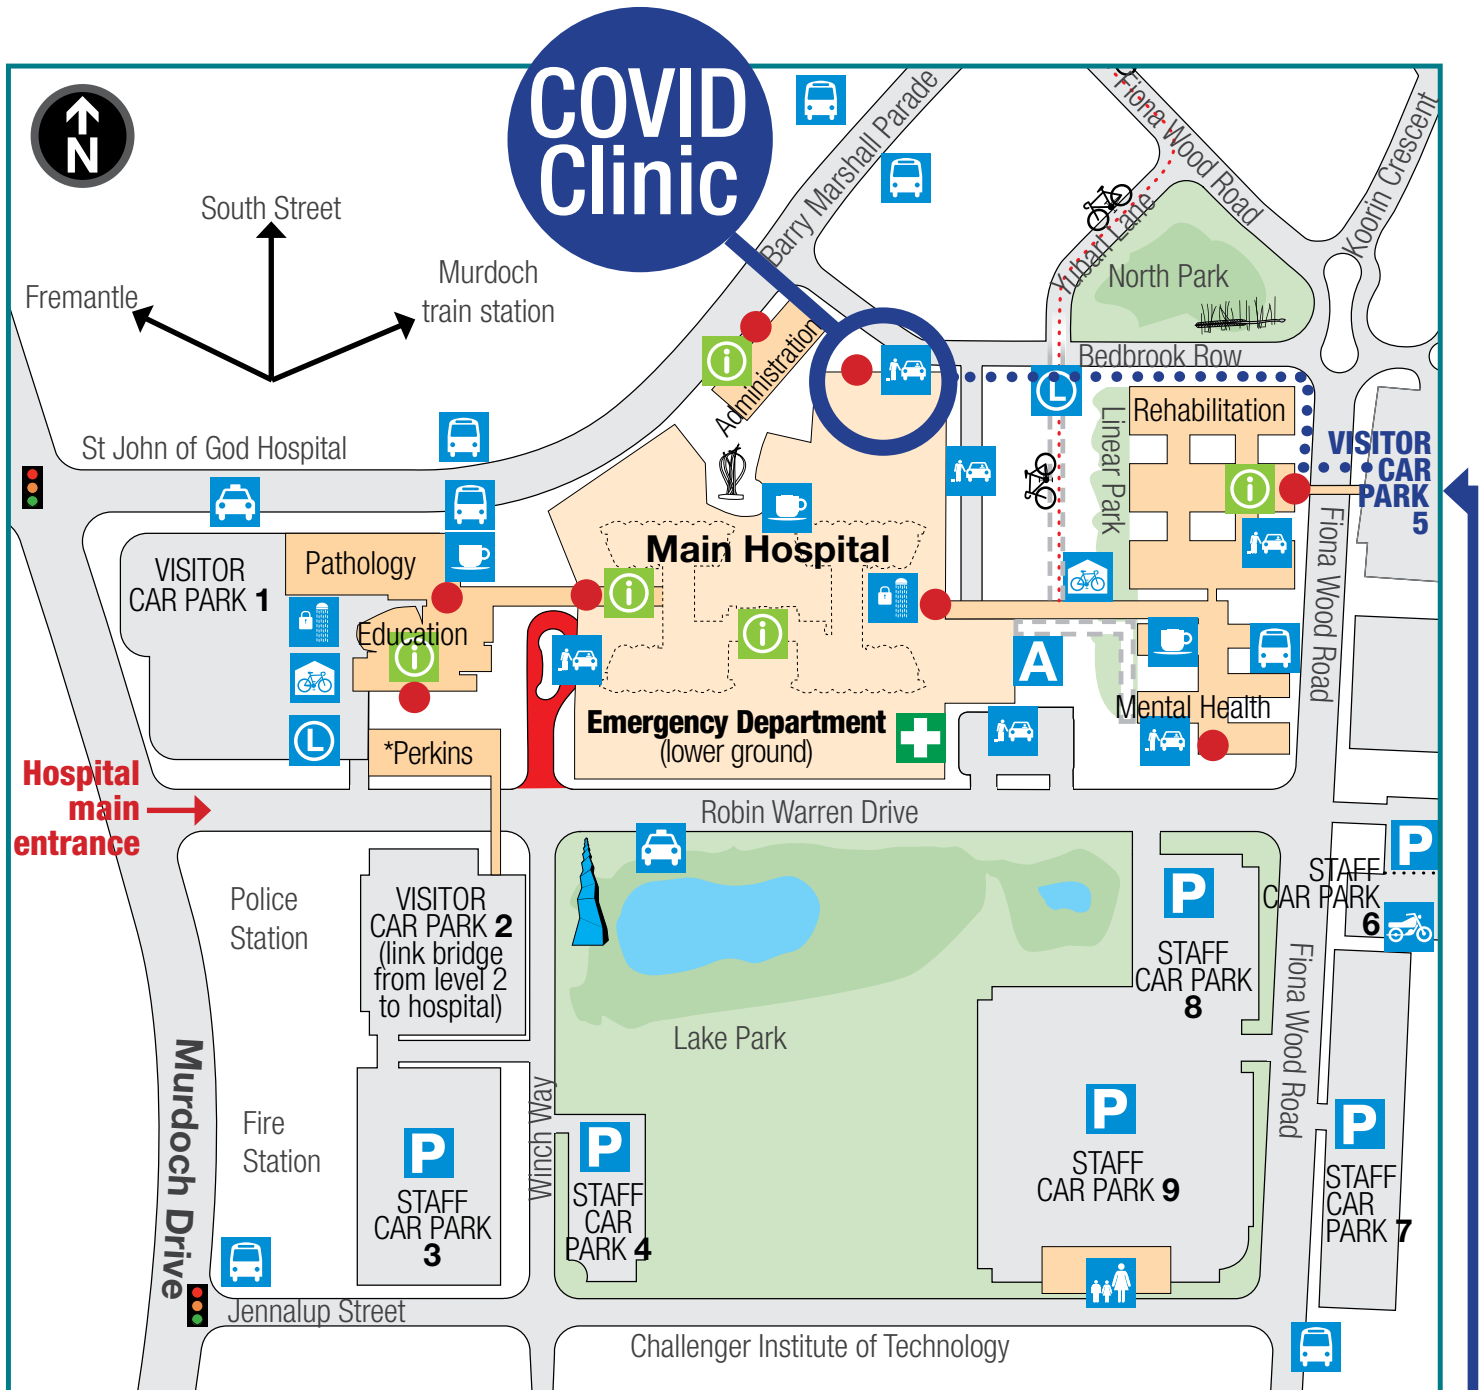 COVID
Clinic
N
South Street
Fremantle
Murdoch
train station
Barry Marshall Parade
Fiona Wood Road
Koorin Crescent
Yubarl Lane
North Park
Bedbrook Row
Administration
i
L
Linear Park
Rehabilitation
i
VISITOR
CAR
PARK
5
St John of God Hospital
Main Hospital
VISITOR
CAR PARK 1
Pathology
Education
i
i
i
Fiona Wood Road
A
L
*Perkins
Emergency Department
(lower ground)
Mental Health
Hospital
main
entrance
Robin Warren Drive
Police
Station
VISITOR
CAR PARK 2
(link bridge
from level 2
to hospital)
P
STAFF
CAR PARK
6
P
STAFF
CAR PARK
8
Fiona Wood Road
Lake Park
Murdoch Drive
Fire
Station
Winch Way
P
STAFF
CAR PARK
3
P
STAFF
CAR
PARK 4
P
STAFF
CAR PARK 9
P
STAFF
CAR
PARK 7
Jennalup Street
Challenger Institute of Technology